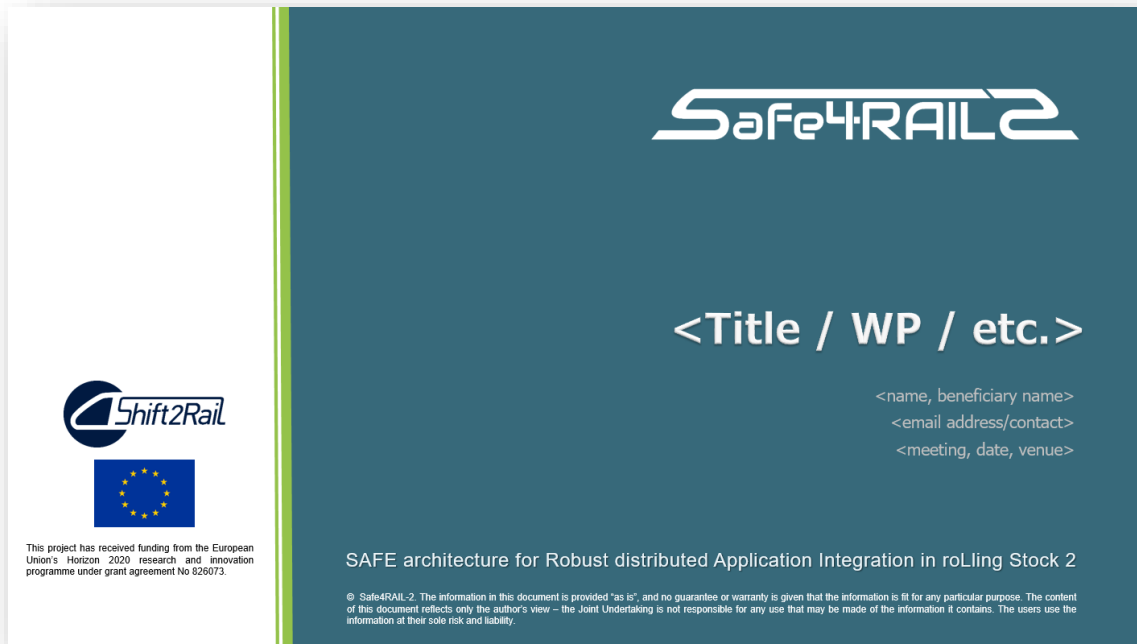 Safe4RAIL2
<Title / WP / etc.>
<name, beneficiary name>
<email address/contact>
<meeting, date, venue>
Shift2Rail
This project has received funding from the European
Union's Horizon 2020 research and innovation
programme under grant agreement No 826073.
SAFE architecture for Robust distributed Application Integration in roLling Stock 2
© Safe4RAIL-2. The information in this document is provided “as is”, and no guarantee or warranty is given that the information is fit for any particular purpose. The content
of this document reflects only the author’s view – the Joint Undertaking is not responsible for any use that may be made of the information it contains. The users use the
information at their sole risk and liability.